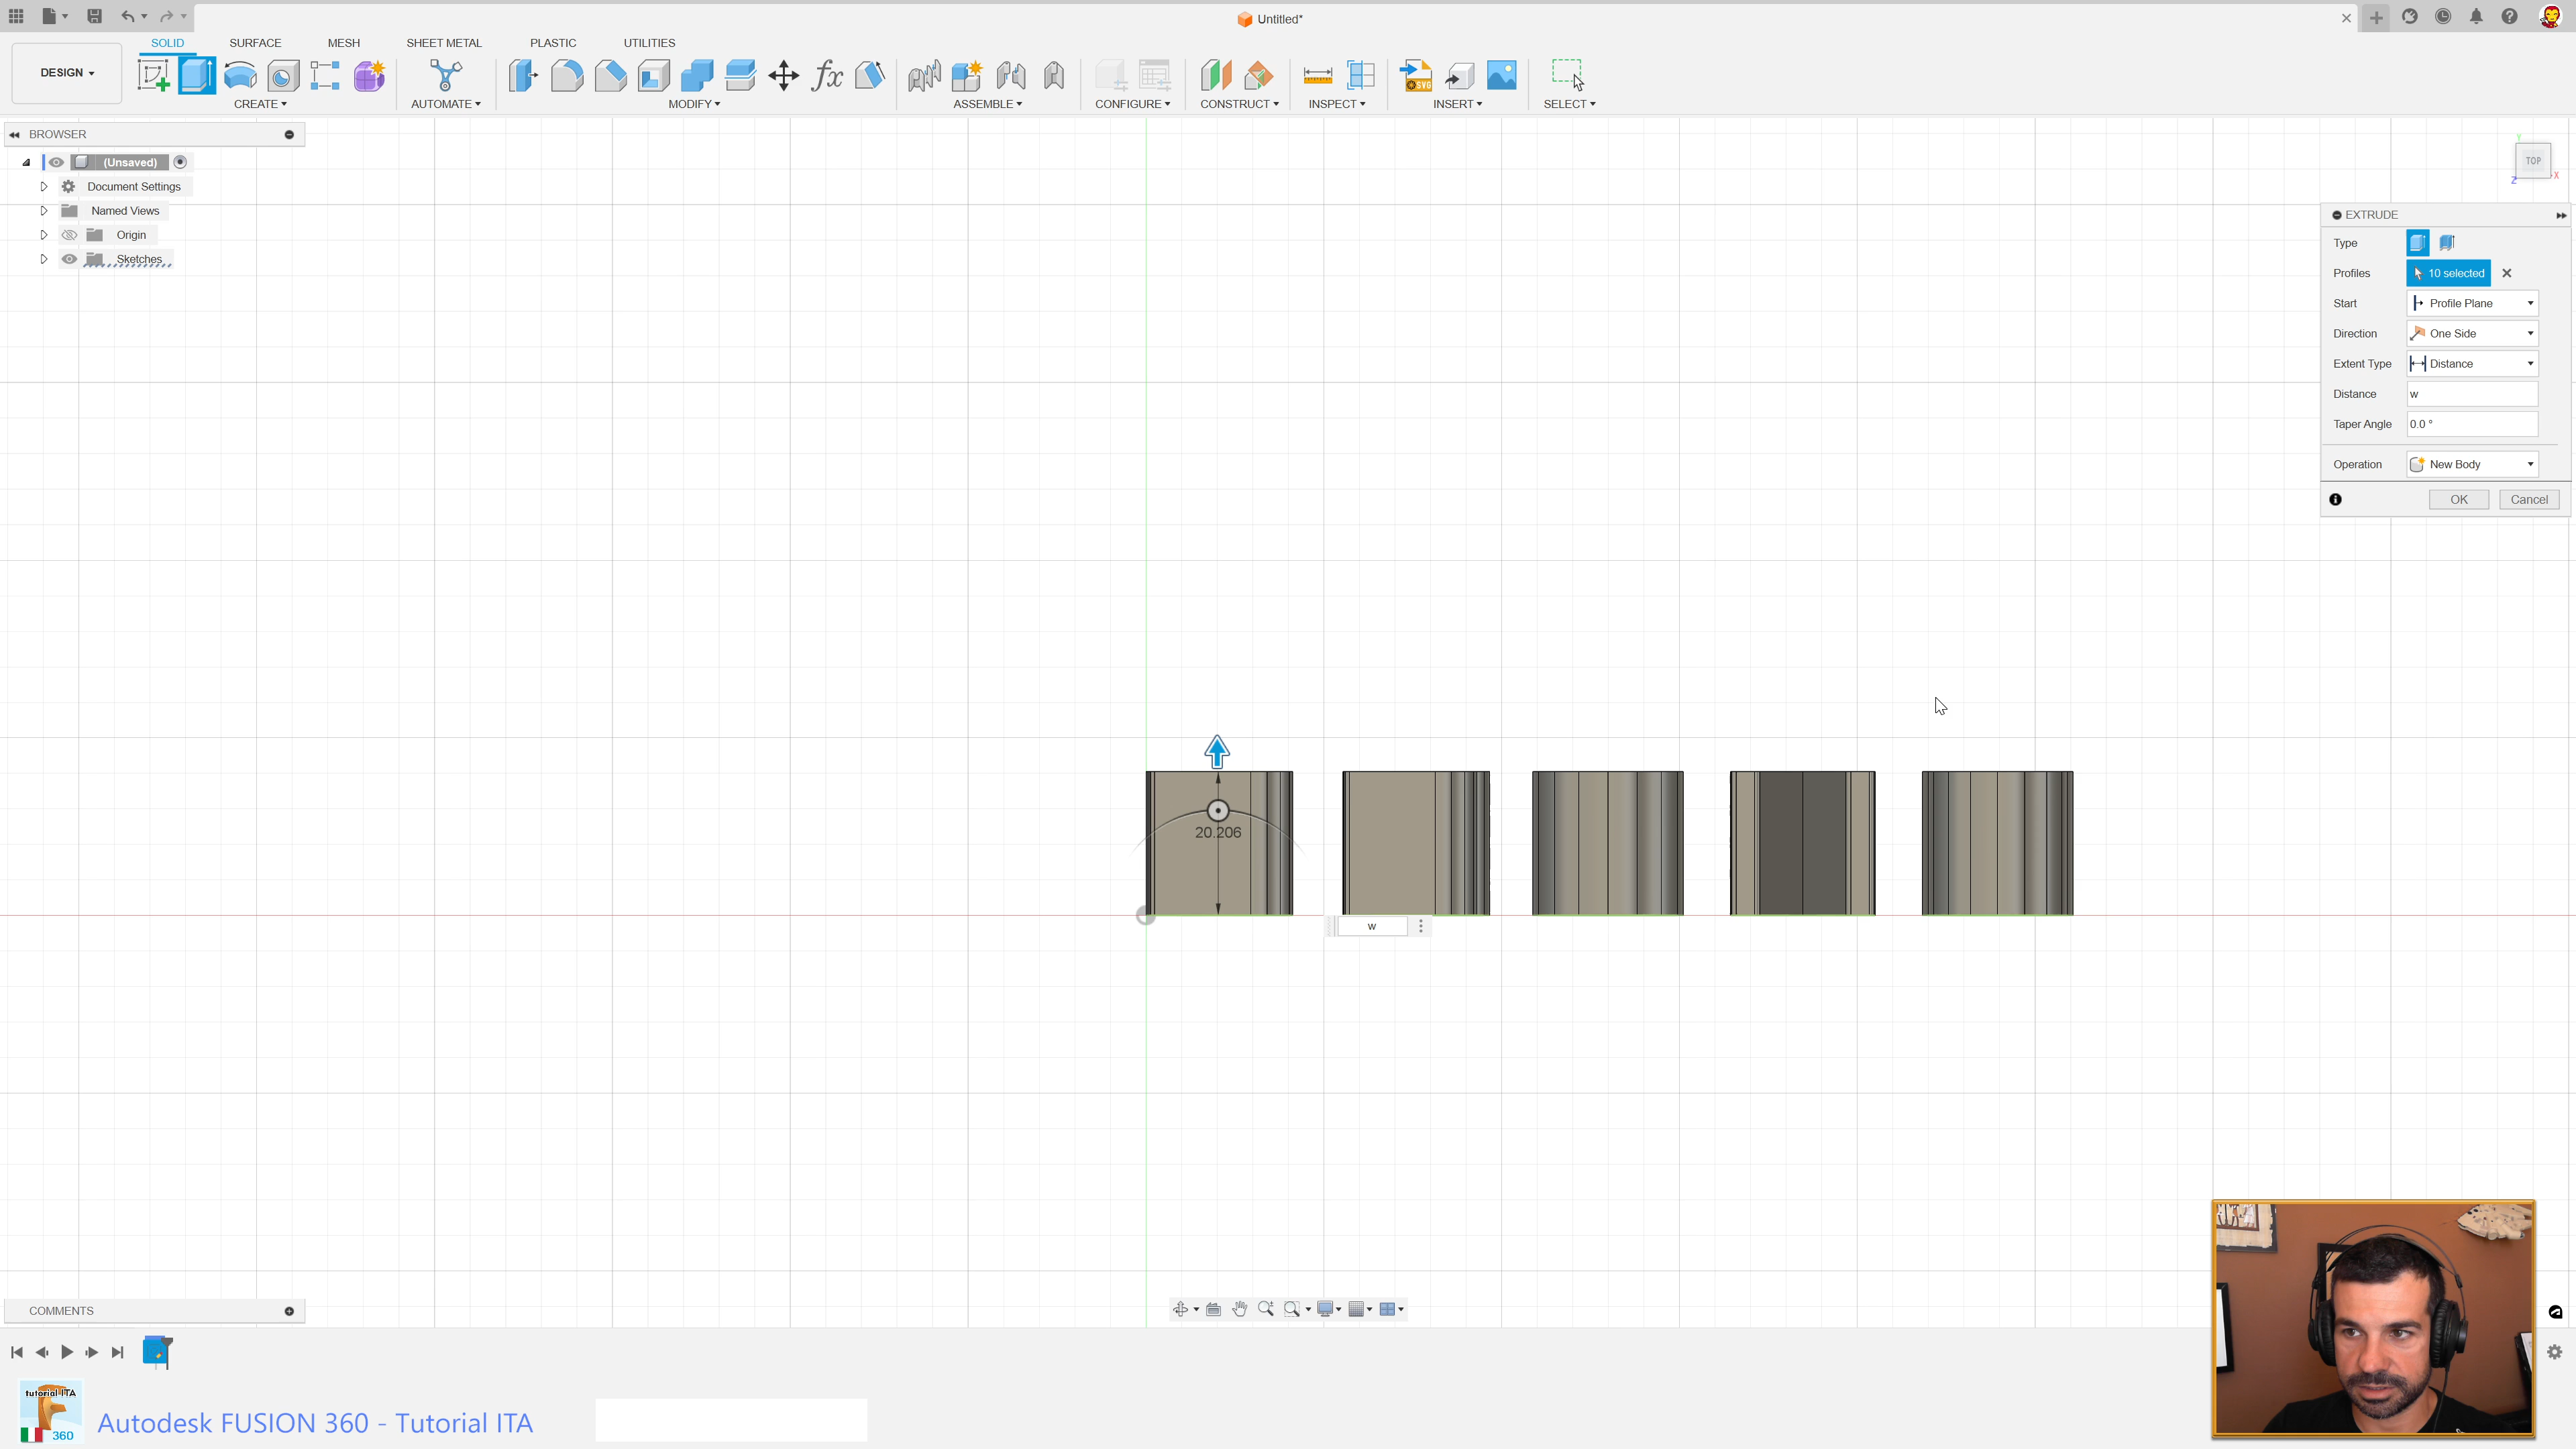 Untitled*
SOLID SURFACE MESH SHEET METAL PLASTIC UTILITIES
DESIGN
CREATE AUTOMATE MODIFY ASSEMBLE CONFIGURE CONSTRUCT INSPECT INSERT SELECT
SVG
BROWSER
(Unsaved)
Document Settings
Named Views
Origin
Sketches
Y
TOP
Z
X
EXTRUDE
Type
Profiles 10 selected
Start Profile Plane
Direction One Side
Extent Type Distance
Distance w
Taper Angle 0.0 °
Operation New Body
OK Cancel
20.206
w
COMMENTS
tutorial ITA
360
Autodesk FUSION 360 - Tutorial ITA